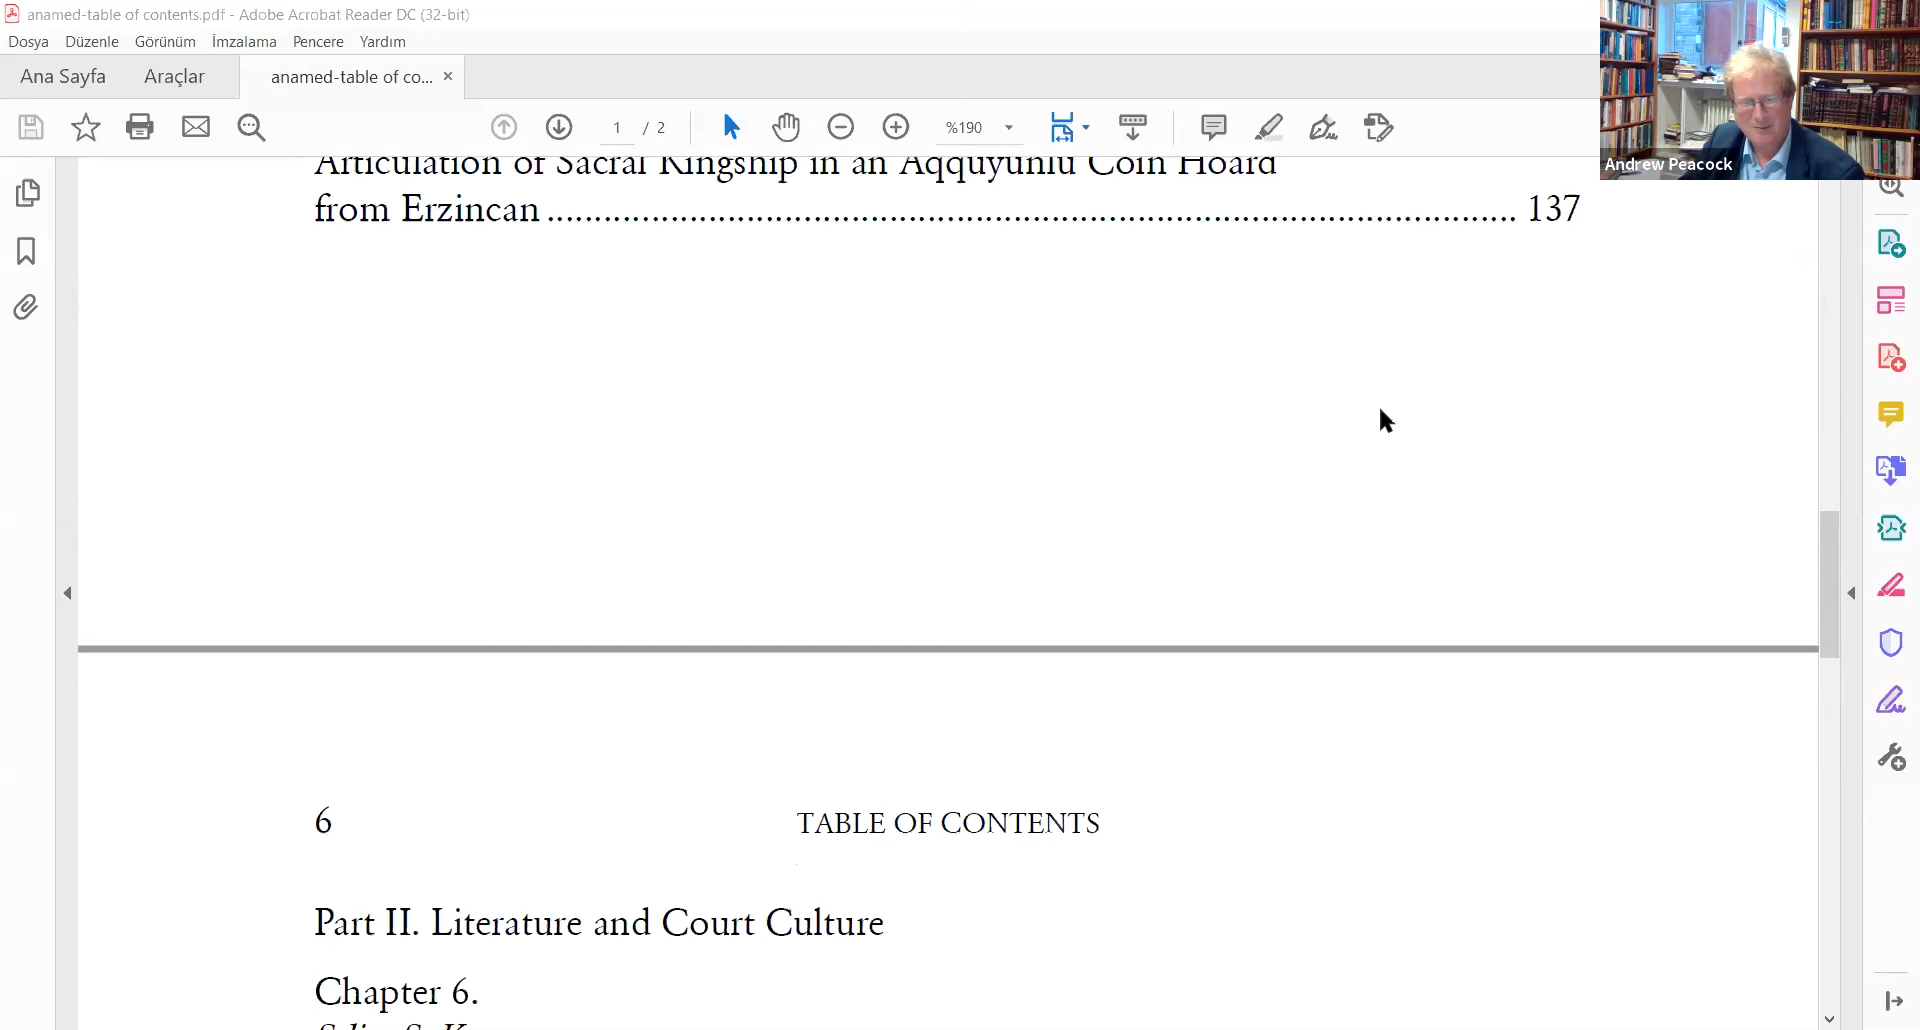 anamed-table of contents.pdf - Adobe Acrobat Reader DC (32-bit)
Dosya Düzenle Görünüm İmzalama Pencere Yardım
Ana Sayfa Araçlar anamed-table of co... ×
1 / 2 %190
Andrew Peacock
Articulation of Sacral Kingship in an Aqquyunlu Coin Hoard
from Erzincan ........................................................................................... 137
6 TABLE OF CONTENTS
Part II. Literature and Court Culture
Chapter 6.